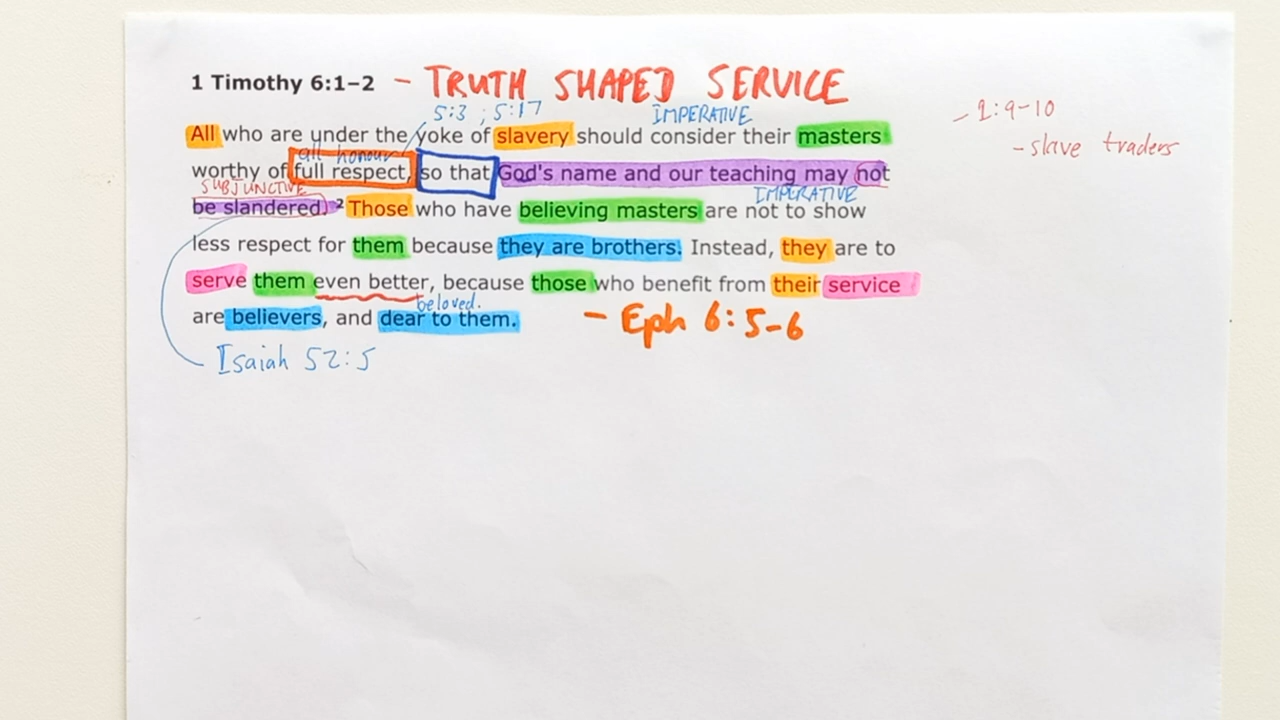 1 Timothy 6:1–2 – TRUTH SHAPED SERVICE
5:3 ; 5:17 IMPERATIVE
– 1:9-10
All who are under the yoke of slavery should consider their masters
- slave traders
all honour
worthy of full respect, so that God's name and our teaching may not
SUBJUNCTIVE IMPERATIVE
be slandered. ² Those who have believing masters are not to show
less respect for them because they are brothers. Instead, they are to
serve them even better, because those who benefit from their service
beloved.
are believers, and dear to them. – Eph 6:5-6
Isaiah 52:5